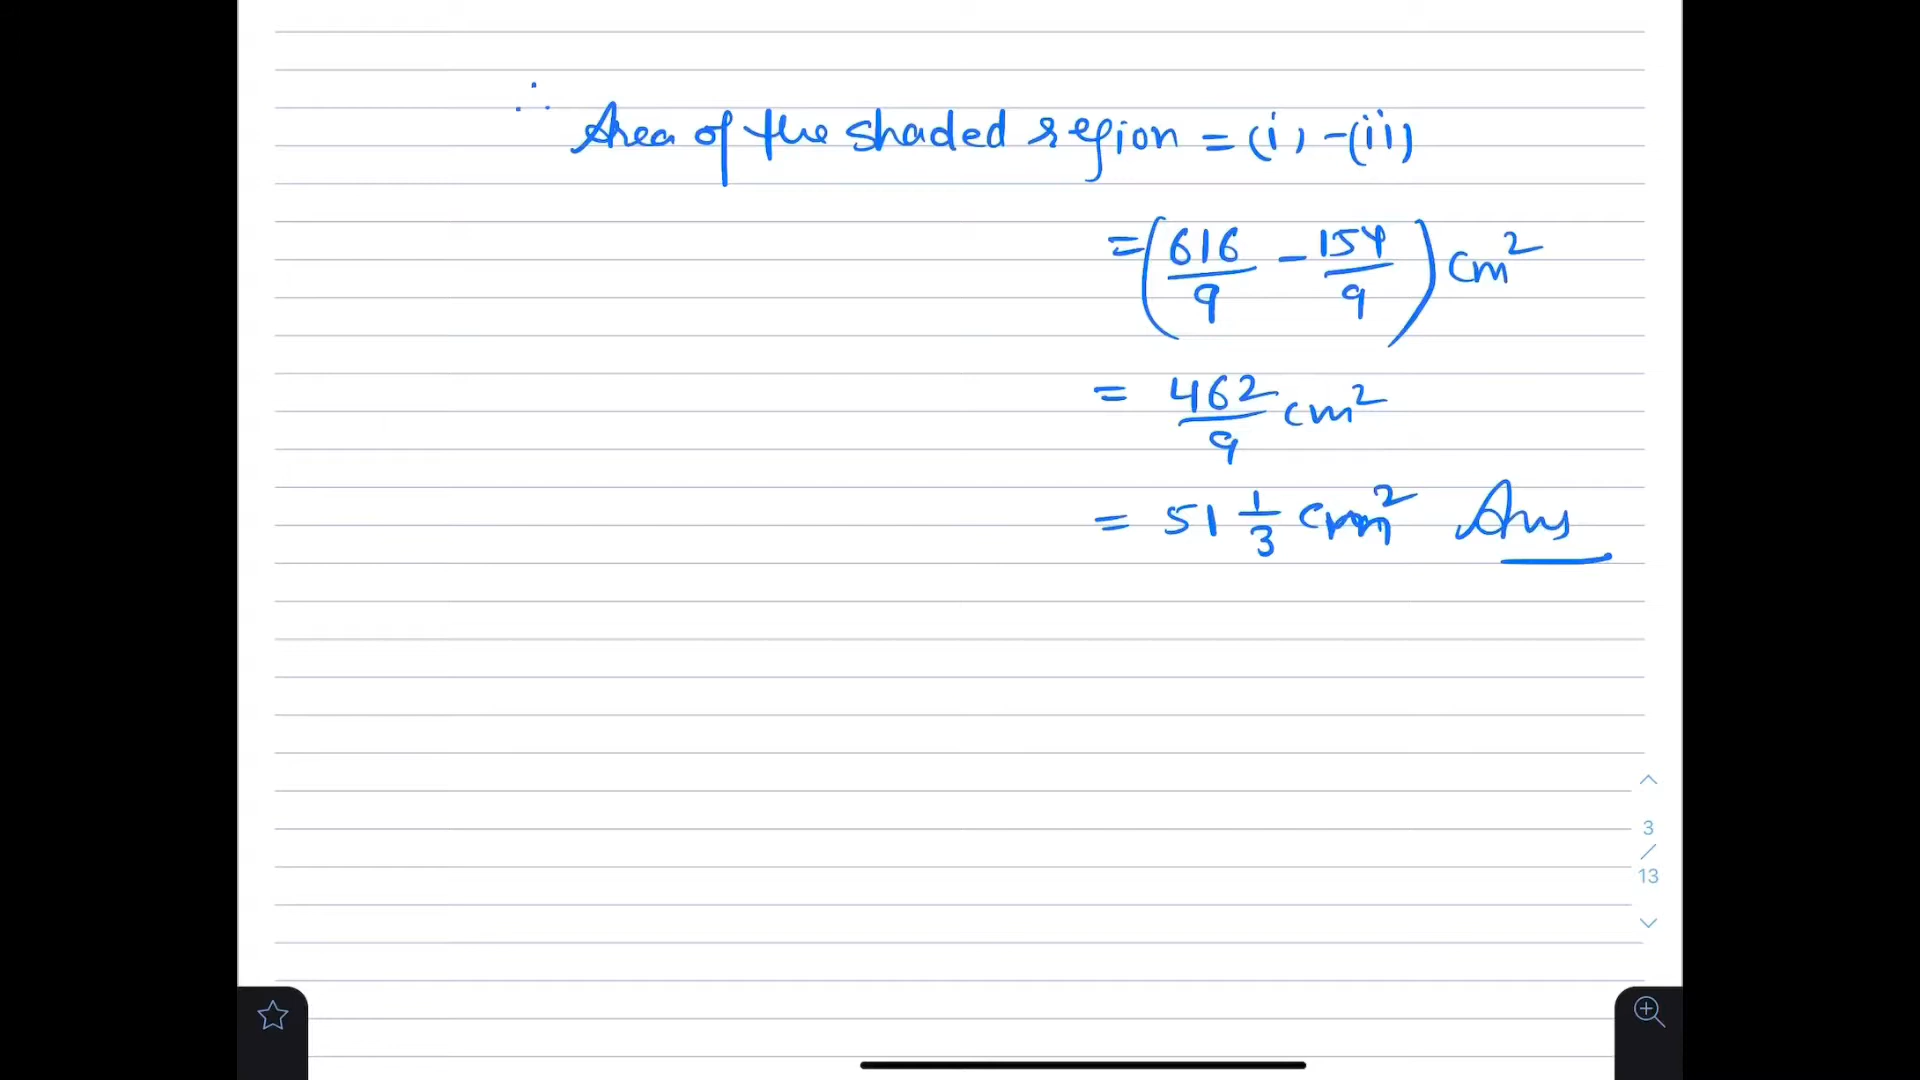 ∴ Area of the shaded region = (i) - (ii)
= (616/9 - 154/9) cm²
= 462/9 cm²
= 51 1/3 cm² Ans
3
/
13